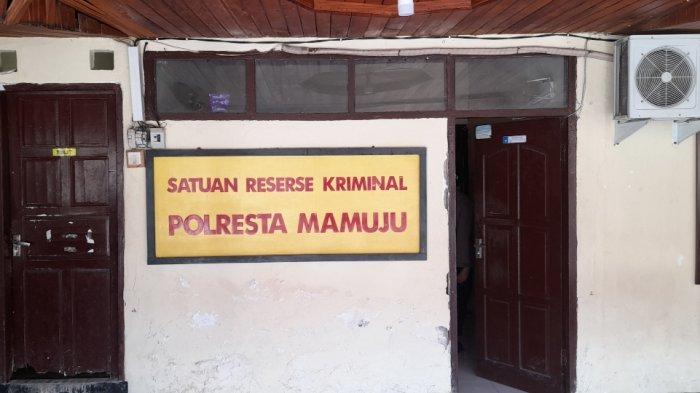 SATUAN RESERSE KRIMINAL
POLRESTA MAMUJU